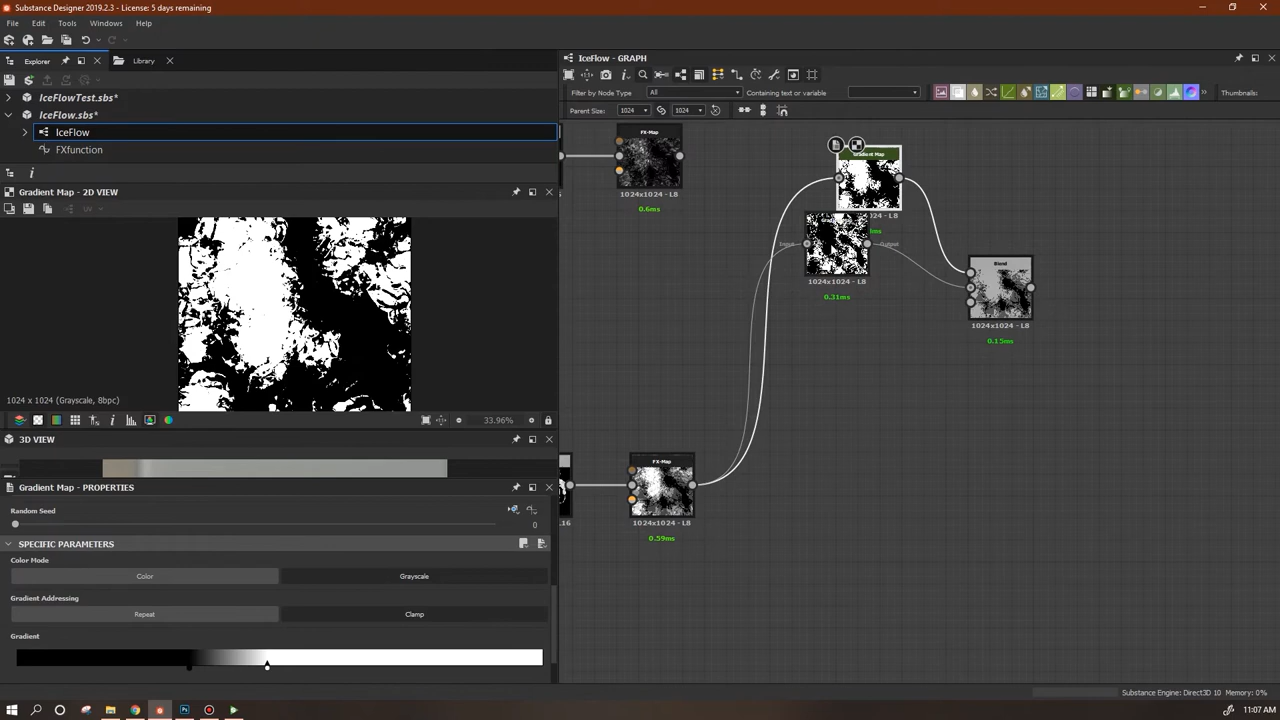 Substance Designer 2019.2.3 - License: 5 days remaining
File Edit Tools Windows Help
Explorer
Library
IceFlow - GRAPH
Filter by Node Type
All
Containing text or variable
Thumbnails:
IceFlowTest.sbs*
Parent Size:
1024
1024
IceFlow.sbs*
IceFlow
FXfunction
Gradient Map - 2D VIEW
1024 x 1024 (Grayscale, 8bpc)
33.96%
3D VIEW
Gradient Map - PROPERTIES
Random Seed
0
SPECIFIC PARAMETERS
Color Mode
Color
Grayscale
Gradient Addressing
Repeat
Clamp
Gradient
FX-Map
1024x1024 - L8
0.6ms
Gradient Map
Input
Output
1024x1024 - L8
0.31ms
Blend
1024x1024 - L8
0.15ms
FX-Map
1024x1024 - L8
0.59ms
Substance Engine: Direct3D 10 Memory: 0%
11:07 AM